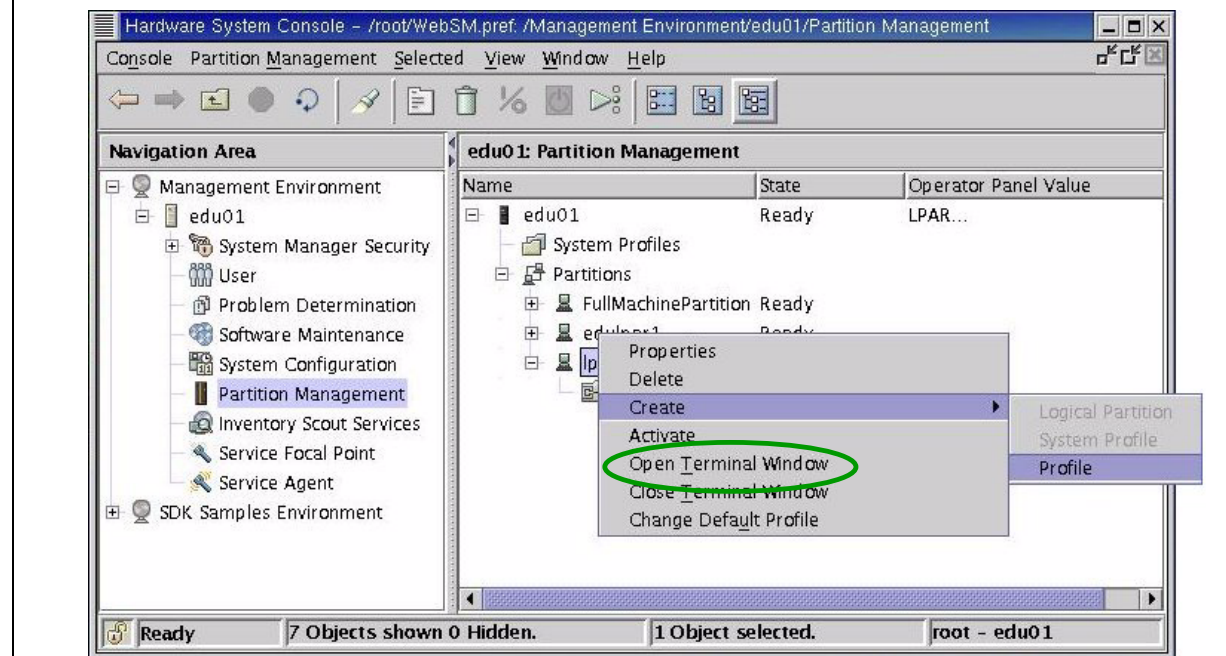 Hardware System Console - /root/WebSM.pref: /Management Environment/edu01/Partition Management
Console Partition Management Selected View Window Help
Navigation Area
edu01: Partition Management
Name State Operator Panel Value
Management Environment
edu01
System Manager Security
User
Problem Determination
Software Maintenance
System Configuration
Partition Management
Inventory Scout Services
Service Focal Point
Service Agent
SDK Samples Environment
edu01 Ready LPAR...
System Profiles
Partitions
FullMachinePartition Ready
Properties
Delete
Create
Activate
Open Terminal Window
Close Terminal Window
Change Default Profile
Logical Partition
System Profile
Profile
Ready
7 Objects shown 0 Hidden.
1 Object selected.
root - edu01